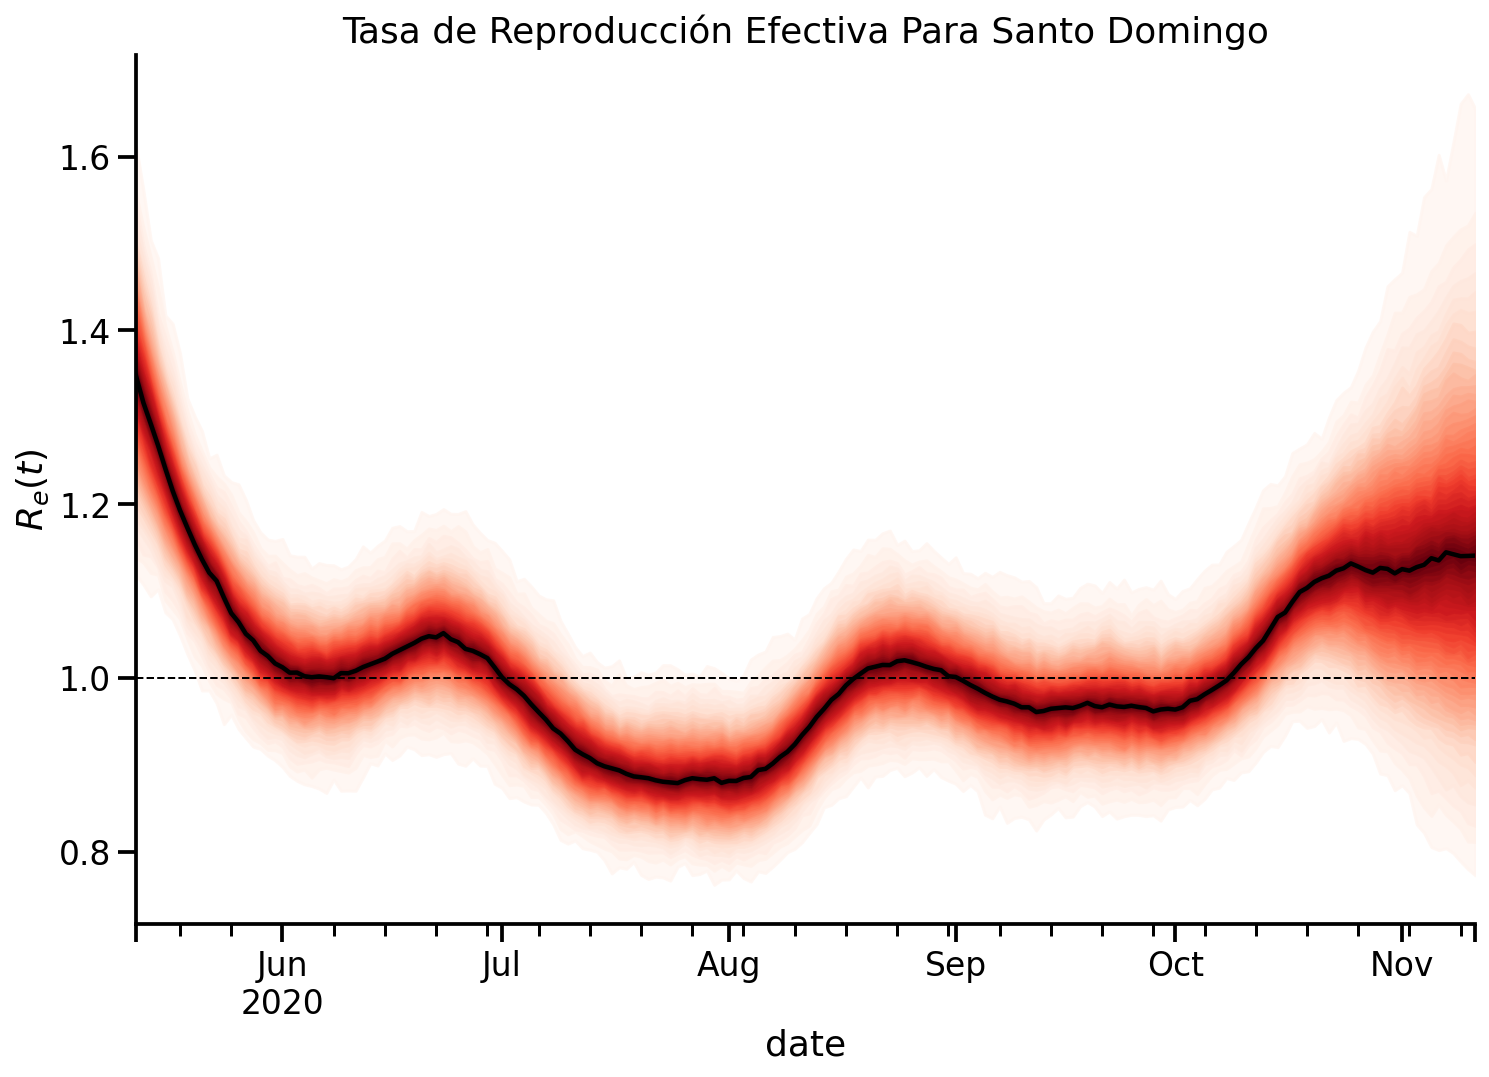 Tasa de Reproducción Efectiva Para Santo Domingo
1.6
1.4
1.2
1.0
0.8
Rₑ(t)
Jun Jul Aug Sep Oct Nov
2020
date